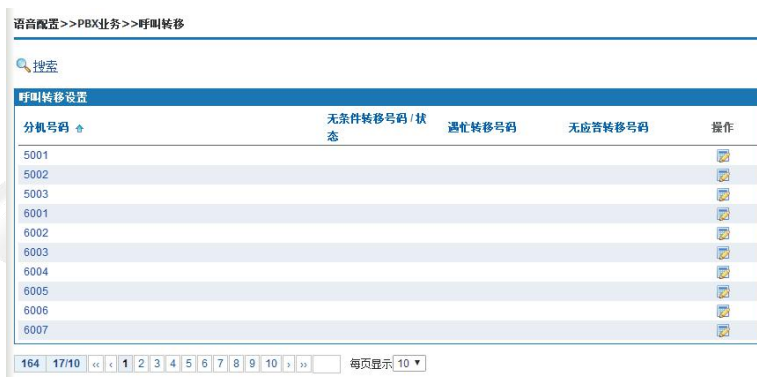 语音配置>>PBX业务>>呼叫转移
搜索
呼叫转移设置
分机号码 无条件转移号码/状态 遇忙转移号码 无应答转移号码 操作
5001
5002
5003
6001
6002
6003
6004
6005
6006
6007
164 17/10 ‹‹ ‹ 1 2 3 4 5 6 7 8 9 10 › ›› 每页显示 10